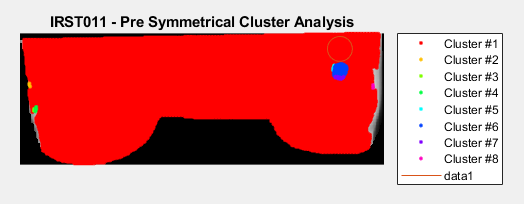 IRST011 - Pre Symmetrical Cluster Analysis
Cluster #1
Cluster #2
Cluster #3
Cluster #4
Cluster #5
Cluster #6
Cluster #7
Cluster #8
data1